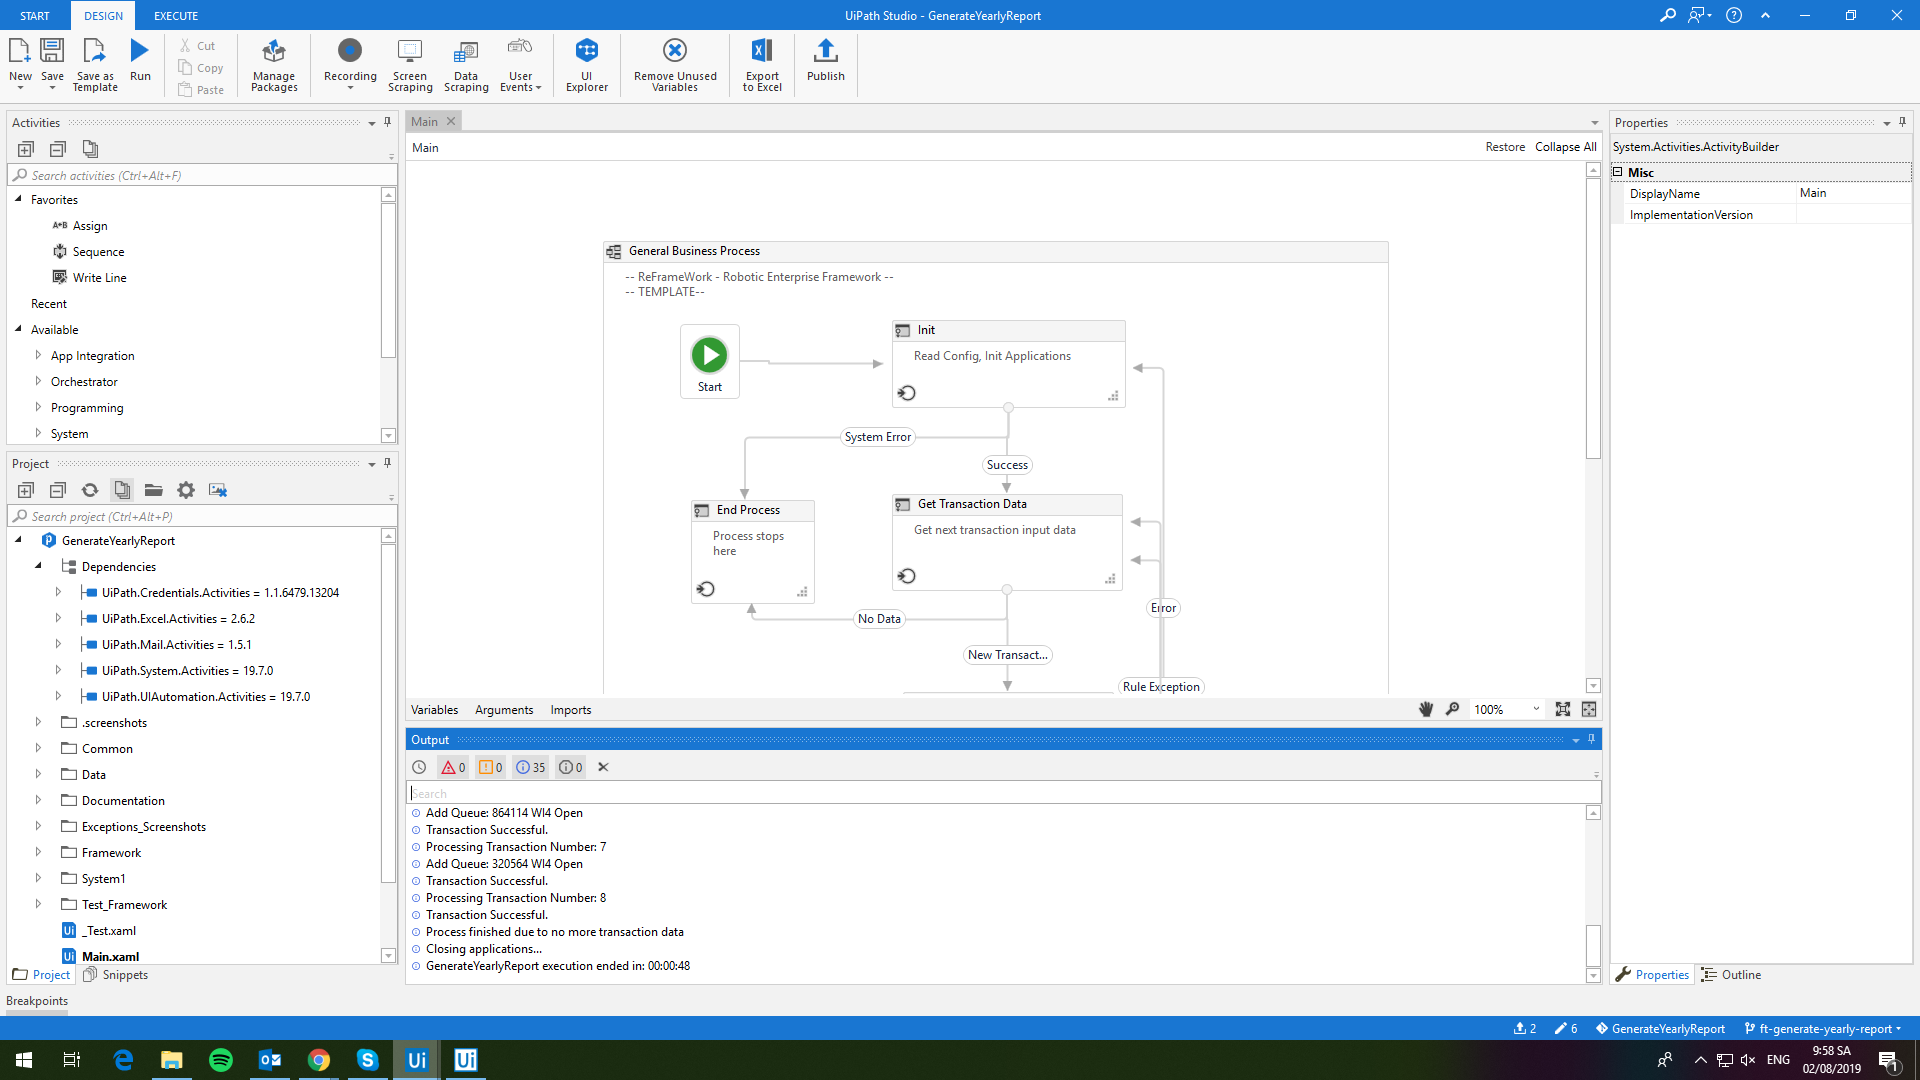 START
DESIGN
EXECUTE
UiPath Studio - GenerateYearlyReport
New
Save
Save as
Template
Run
Cut
Copy
Paste
Manage
Packages
Recording
Screen
Scraping
Data
Scraping
User
Events
UI
Explorer
Remove Unused
Variables
Export
to Excel
Publish
Activities
Search activities (Ctrl+Alt+F)
Favorites
A+B Assign
Sequence
Write Line
Recent
Available
App Integration
Orchestrator
Programming
System
Project
Search project (Ctrl+Alt+P)
GenerateYearlyReport
Dependencies
UiPath.Credentials.Activities = 1.1.6479.13204
UiPath.Excel.Activities = 2.6.2
UiPath.Mail.Activities = 1.5.1
UiPath.System.Activities = 19.7.0
UiPath.UIAutomation.Activities = 19.7.0
.screenshots
Common
Data
Documentation
Exceptions_Screenshots
Framework
System1
Test_Framework
Ui _Test.xaml
Ui Main.xaml
Project
Snippets
Breakpoints
Main
Main
Restore
Collapse All
General Business Process
-- ReFrameWork - Robotic Enterprise Framework --
-- TEMPLATE--
Start
Init
Read Config, Init Applications
System Error
Success
End Process
Process stops
here
Get Transaction Data
Get next transaction input data
No Data
Error
New Transact...
Rule Exception
Variables
Arguments
Imports
100%
Output
0
0
35
0
Search
Add Queue: 864114 WI4 Open
Transaction Successful.
Processing Transaction Number: 7
Add Queue: 320564 WI4 Open
Transaction Successful.
Processing Transaction Number: 8
Transaction Successful.
Process finished due to no more transaction data
Closing applications...
GenerateYearlyReport execution ended in: 00:00:48
Properties
System.Activities.ActivityBuilder
Misc
DisplayName
Main
ImplementationVersion
Properties
Outline
2
6
GenerateYearlyReport
ft-generate-yearly-report
Ui
Ui
ENG
9:58 SA
02/08/2019
1